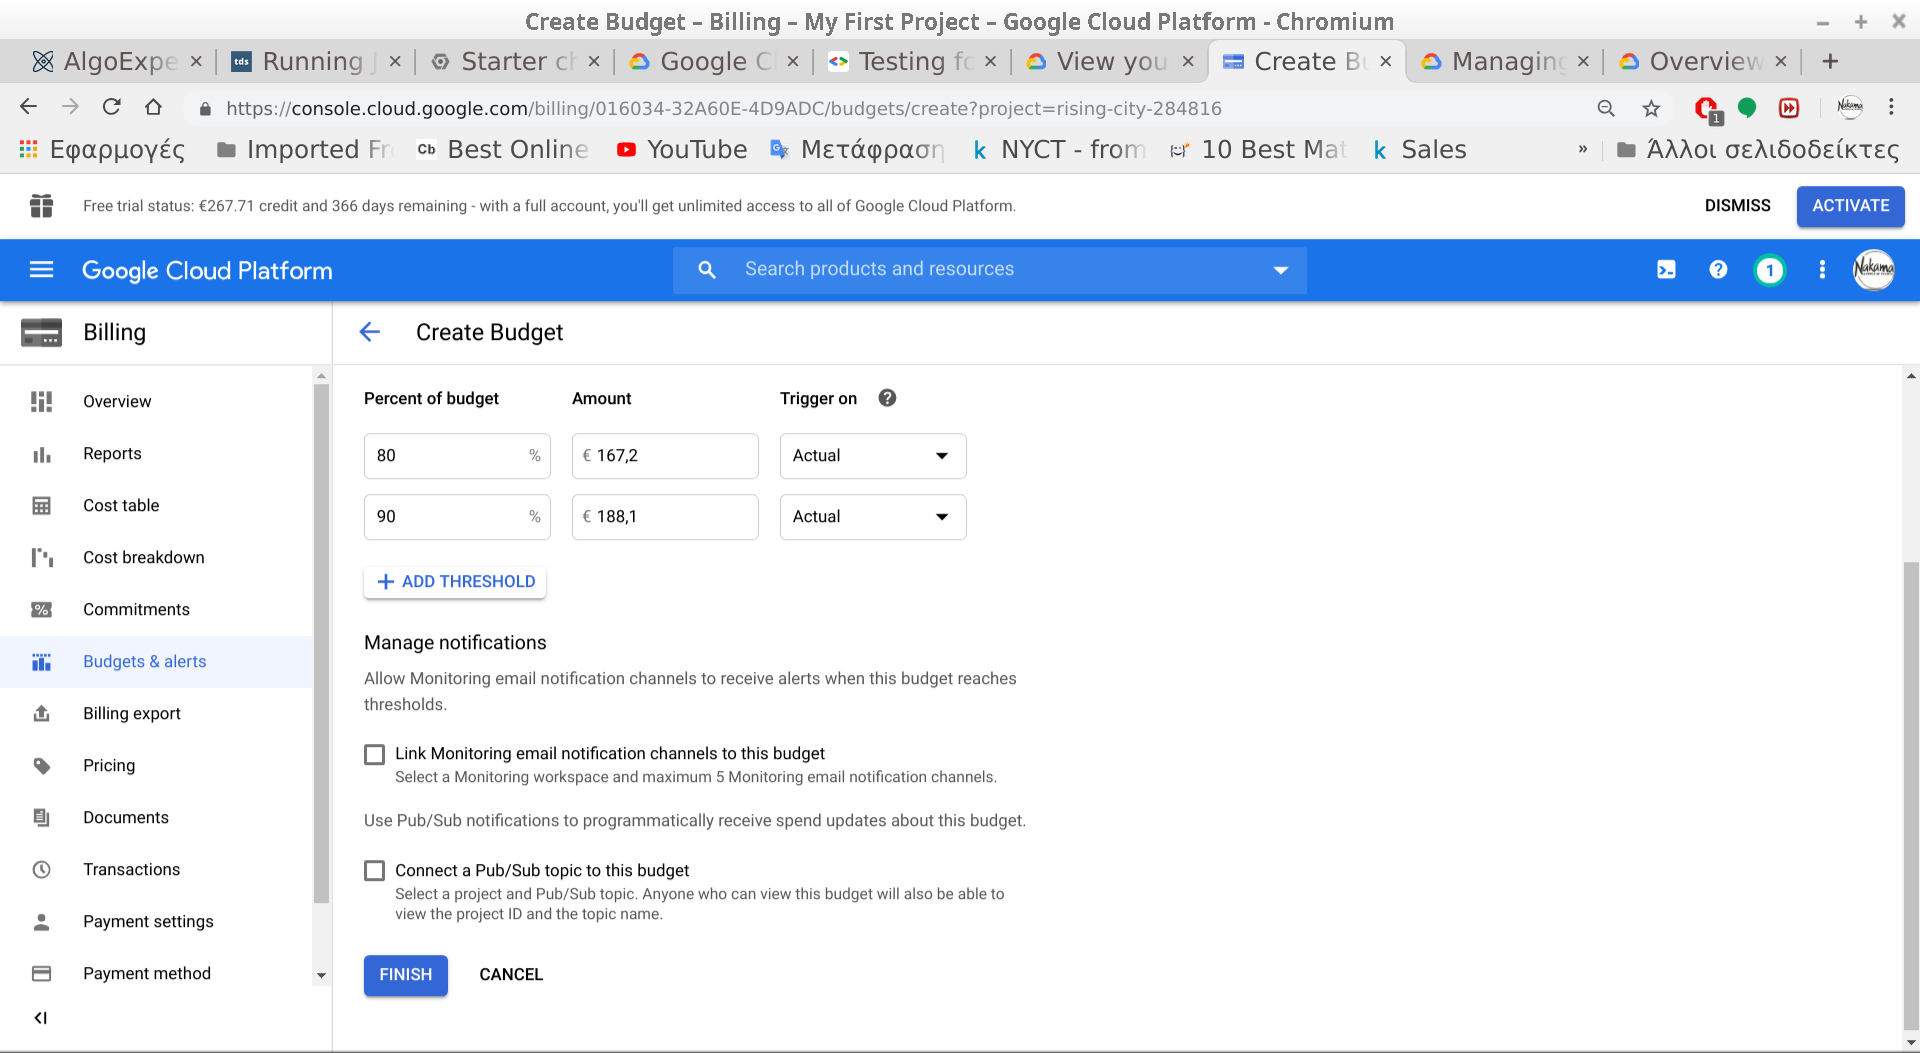 Create Budget – Billing – My First Project – Google Cloud Platform - Chromium
AlgoExpe
tds Running J
Starter ch
Google C
Testing fo
View you
Create Bu
Managing
Overview
https://console.cloud.google.com/billing/016034-32A60E-4D9ADC/budgets/create?project=rising-city-284816
1
Nakama
Εφαρμογές
Imported Fr
Cb Best Online
YouTube
Μετάφραση
k NYCT - from
10 Best Mat
k Sales
»
Άλλοι σελιδοδείκτες
Free trial status: €267.71 credit and 366 days remaining - with a full account, you'll get unlimited access to all of Google Cloud Platform.
DISMISS
ACTIVATE
Google Cloud Platform
Search products and resources
1
Nakama
Billing
Create Budget
Overview
Reports
Cost table
Cost breakdown
Commitments
Budgets & alerts
Billing export
Pricing
Documents
Transactions
Payment settings
Payment method
Percent of budget
Amount
Trigger on
80 %
€ 167,2
Actual
90 %
€ 188,1
Actual
+ ADD THRESHOLD
Manage notifications
Allow Monitoring email notification channels to receive alerts when this budget reaches
thresholds.
Link Monitoring email notification channels to this budget
Select a Monitoring workspace and maximum 5 Monitoring email notification channels.
Use Pub/Sub notifications to programmatically receive spend updates about this budget.
Connect a Pub/Sub topic to this budget
Select a project and Pub/Sub topic. Anyone who can view this budget will also be able to
view the project ID and the topic name.
FINISH
CANCEL